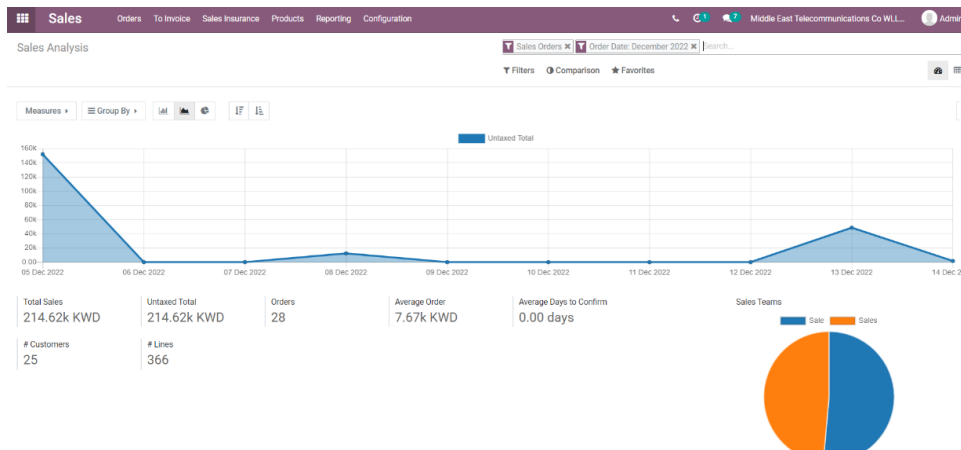 Sales Orders To Invoice Sales Insurance Products Reporting Configuration 1 7 Middle East Telecommunications Co WLL... Admin
Sales Analysis
Sales Orders Order Date: December 2022 Search...
Filters Comparison Favorites
Measures Group By
Untaxed Total
160k
140k
120k
100k
80k
60k
40k
20k
0.00
05 Dec 2022 06 Dec 2022 07 Dec 2022 08 Dec 2022 09 Dec 2022 10 Dec 2022 11 Dec 2022 12 Dec 2022 13 Dec 2022 14 Dec 2
Total Sales Untaxed Total Orders Average Order Average Days to Confirm Sales Teams
214.62k KWD 214.62k KWD 28 7.67k KWD 0.00 days
Sale Sales
# Customers # Lines
25 366